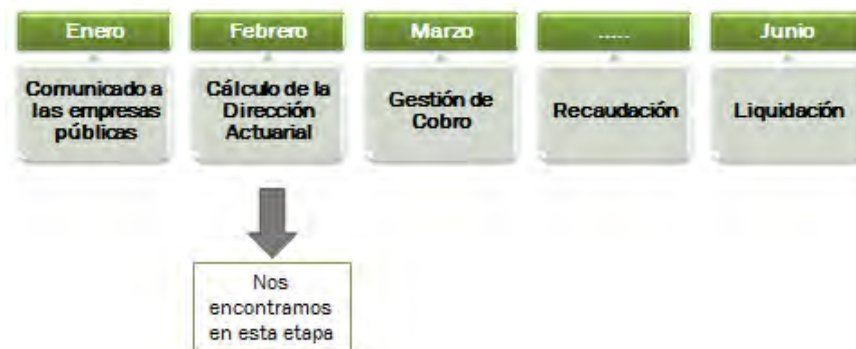 Enero
Febrero
Marzo
.....
Junio
Comunicado a
las empresas
públicas
Cálculo de la
Dirección
Actuarial
Gestión de
Cobro
Recaudación
Liquidación
Nos
encontramos
en esta etapa